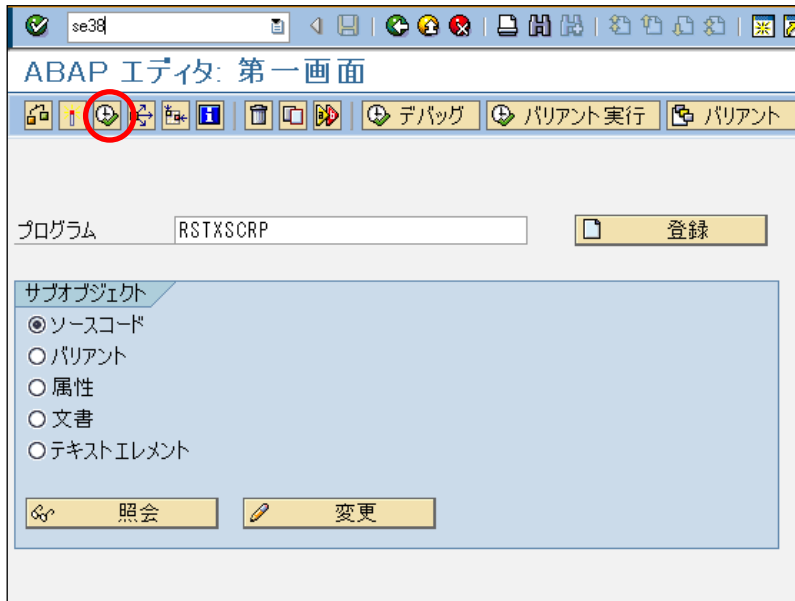 se38
ABAP エディタ: 第一画面
デバッグ バリアント実行 バリアント
プログラム RSTXSCRP 登録
サブオブジェクト
ソースコード
バリアント
属性
文書
テキストエレメント
照会 変更